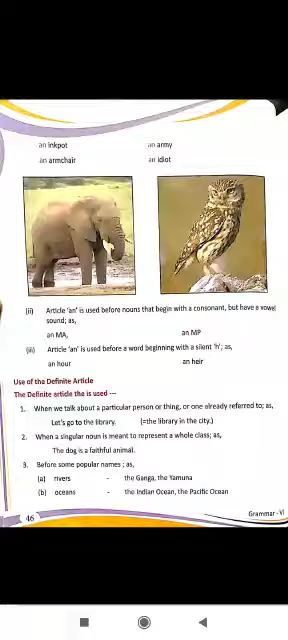 an inkpot an army
an armchair an idiot
(ii) Article 'an' is used before nouns that begin with a consonant, but have a vowel
sound; as,
an MA, an MP
(iii) Article 'an' is used before a word beginning with a silent 'h'; as,
an hour an heir
Use of the Definite Article
The Definite article the is used ---
1. When we talk about a particular person or thing, or one already referred to; as,
Let's go to the library. (=the library in the city.)
2. When a singular noun is meant to represent a whole class; as,
The dog is a faithful animal.
3. Before some popular names ; as,
(a) rivers - the Ganga, the Yamuna
(b) oceans - the Indian Ocean, the Pacific Ocean
46 Grammar - VI